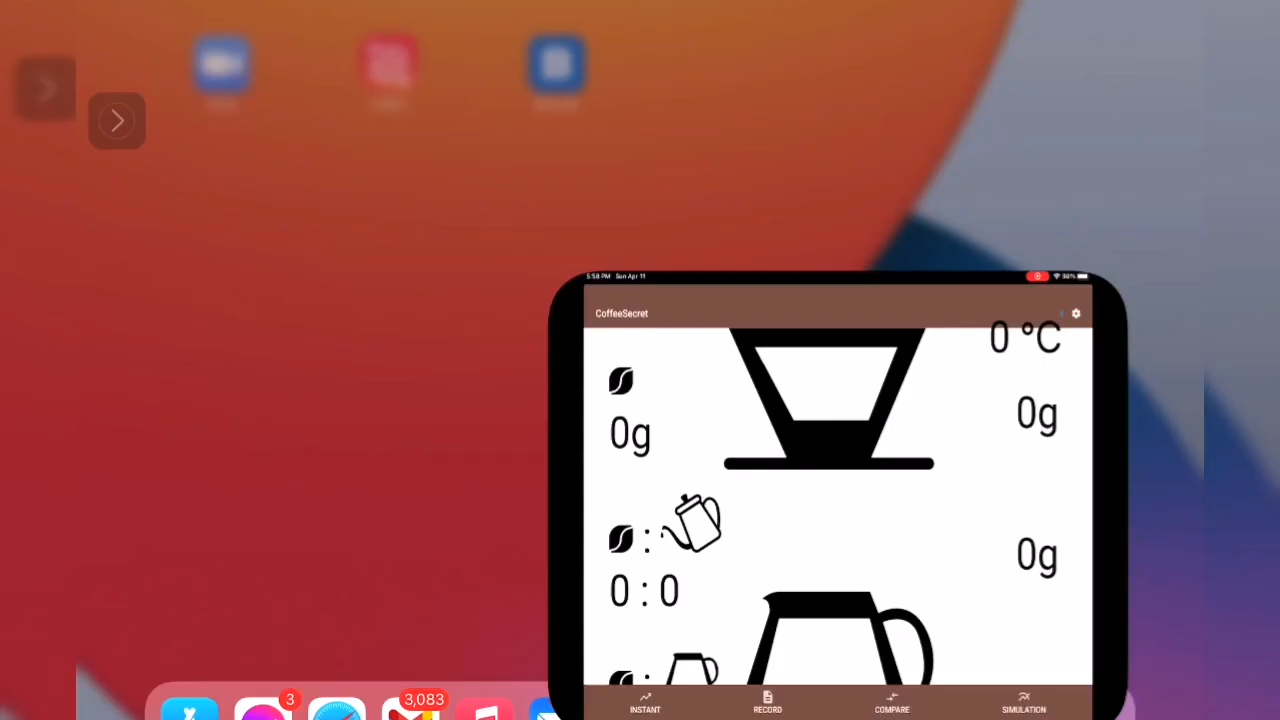 5:58 PM Sun Apr 11
98%
CoffeeSecret
0 °C
0g
0g
:
0g
0 : 0
:
3
3,083
INSTANT
RECORD
COMPARE
SIMULATION